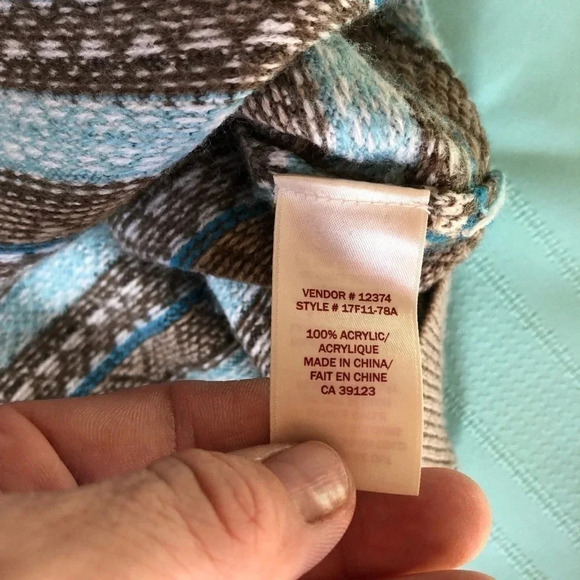 VENDOR # 12374
STYLE # 17F11-78A
100% ACRYLIC/
ACRYLIQUE
MADE IN CHINA/
FAIT EN CHINE
CA 39123